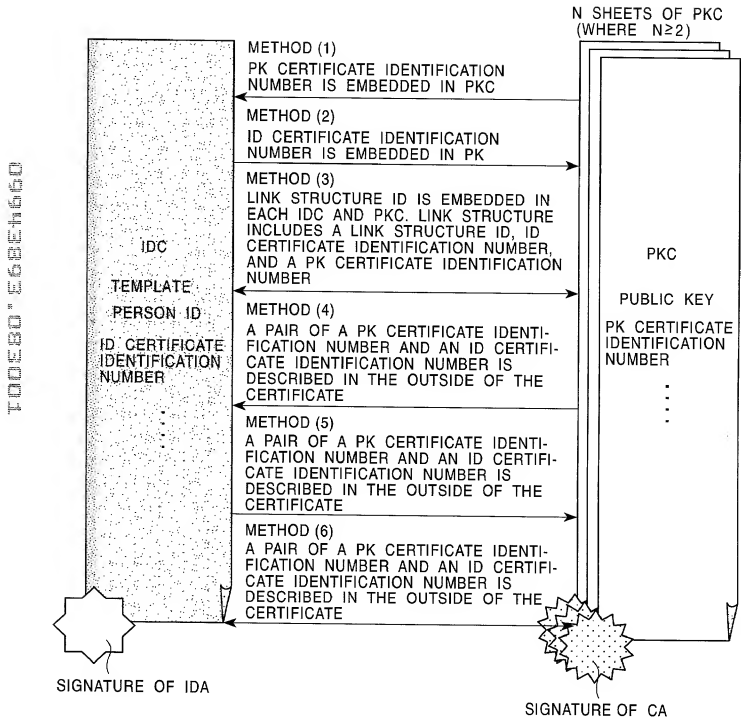 N SHEETS OF PKC
(WHERE N≥2)
METHOD (1)
PK CERTIFICATE IDENTIFICATION
NUMBER IS EMBEDDED IN PKC
METHOD (2)
ID CERTIFICATE IDENTIFICATION
NUMBER IS EMBEDDED IN PK
METHOD (3)
LINK STRUCTURE ID IS EMBEDDED IN
EACH IDC AND PKC. LINK STRUCTURE
INCLUDES A LINK STRUCTURE ID, ID
CERTIFICATE IDENTIFICATION NUMBER,
AND A PK CERTIFICATE IDENTIFICATION
NUMBER
METHOD (4)
A PAIR OF A PK CERTIFICATE IDENTI-
FICATION NUMBER AND AN ID CERTIFI-
CATE IDENTIFICATION NUMBER IS
DESCRIBED IN THE OUTSIDE OF THE
CERTIFICATE
METHOD (5)
A PAIR OF A PK CERTIFICATE IDENTI-
FICATION NUMBER AND AN ID CERTIFI-
CATE IDENTIFICATION NUMBER IS
DESCRIBED IN THE OUTSIDE OF THE
CERTIFICATE
METHOD (6)
A PAIR OF A PK CERTIFICATE IDENTI-
FICATION NUMBER AND AN ID CERTIFI-
CATE IDENTIFICATION NUMBER IS
DESCRIBED IN THE OUTSIDE OF THE
CERTIFICATE
IDC
TEMPLATE
PERSON ID
ID CERTIFICATE
IDENTIFICATION
NUMBER
PKC
PUBLIC KEY
PK CERTIFICATE
IDENTIFICATION
NUMBER
SIGNATURE OF IDA
SIGNATURE OF CA
09943893.083001